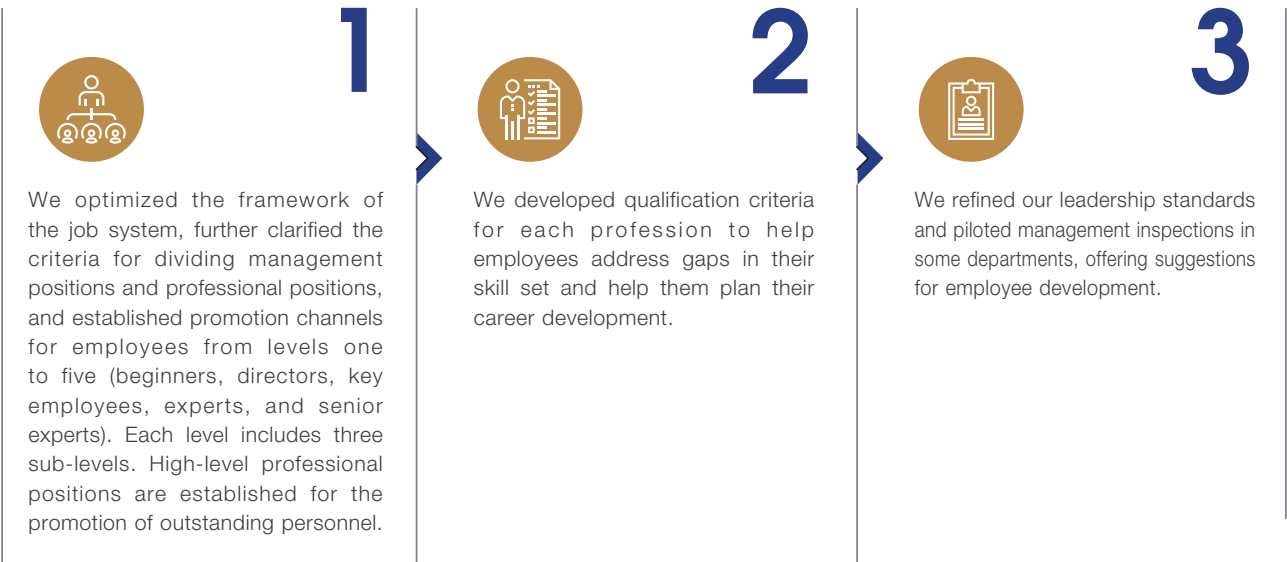 1
We optimized the framework of
the job system, further clarified the
criteria for dividing management
positions and professional positions,
and established promotion channels
for employees from levels one
to five (beginners, directors, key
employees, experts, and senior
experts). Each level includes three
sub-levels. High-level professional
positions are established for the
promotion of outstanding personnel.
2
We developed qualification criteria
for each profession to help
employees address gaps in their
skill set and help them plan their
career development.
3
We refined our leadership standards
and piloted management inspections in
some departments, offering suggestions
for employee development.